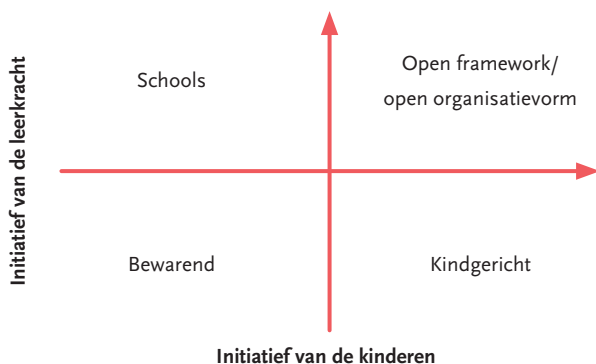 Initiatief van de leerkracht
Schools
Open framework/
open organisatievorm
Bewarend
Kindgericht
Initiatief van de kinderen